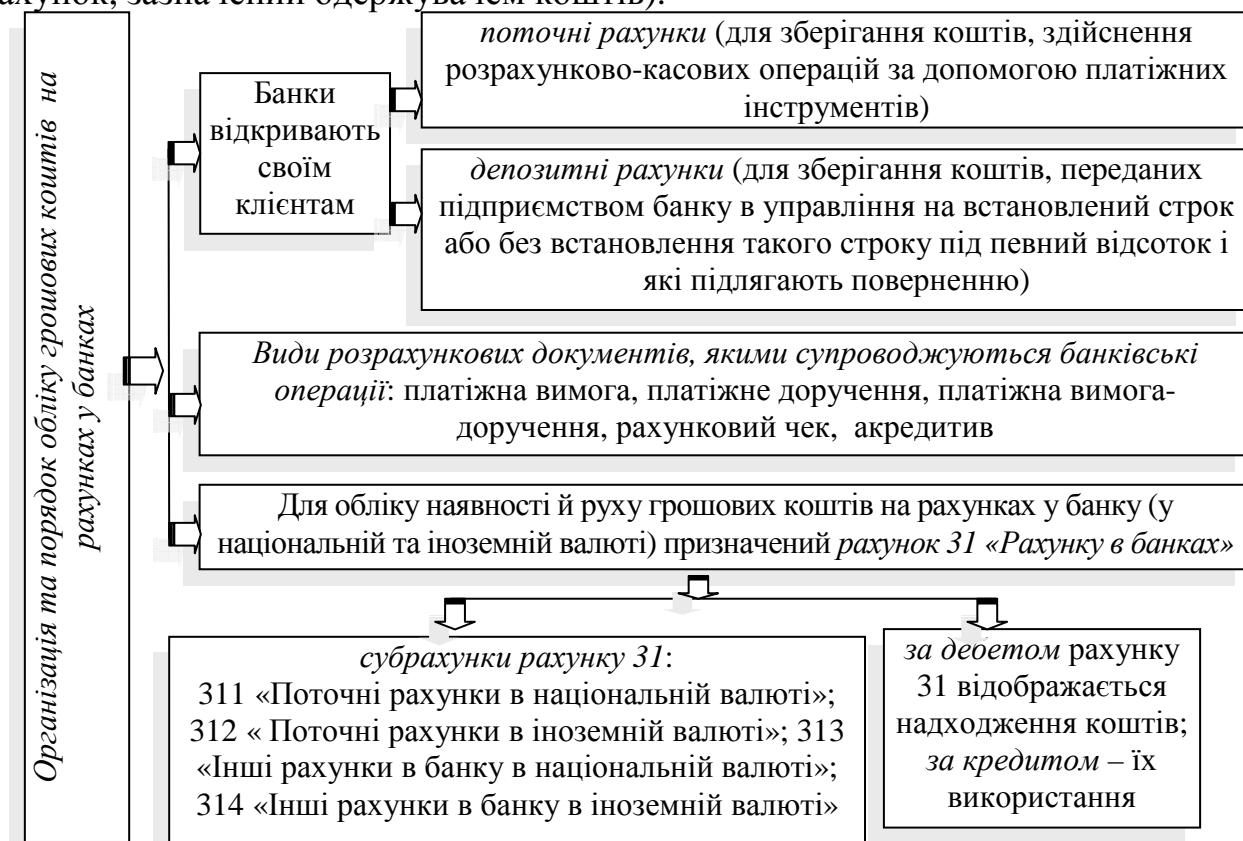 рахунок, зазначений одержувачем коштів).
Організація та порядок обліку грошових коштів на
рахунках у банках
Банки
відкривають
своїм
клієнтам
поточні рахунки (для зберігання коштів, здійснення
розрахунково-касових операцій за допомогою платіжних
інструментів)
депозитні рахунки (для зберігання коштів, переданих
підприємством банку в управління на встановлений строк
або без встановлення такого строку під певний відсоток і
які підлягають поверненню)
Види розрахункових документів, якими супроводжуються банківські
операції: платіжна вимога, платіжне доручення, платіжна вимога-
доручення, рахунковий чек, акредитив
Для обліку наявності й руху грошових коштів на рахунках у банку (у
національній та іноземній валюті) призначений рахунок 31 «Рахунку в банках»
субрахунки рахунку 31:
311 «Поточні рахунки в національній валюті»;
312 « Поточні рахунки в іноземній валюті»; 313
«Інші рахунки в банку в національній валюті»;
314 «Інші рахунки в банку в іноземній валюті»
за дебетом рахунку
31 відображається
надходження коштів;
за кредитом – їх
використання